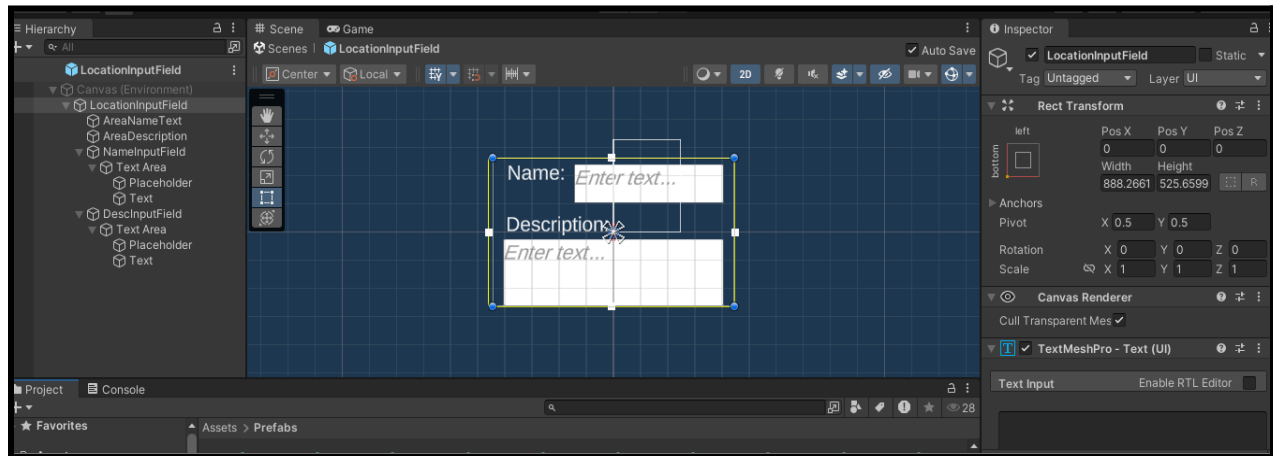 Hierarchy
All
LocationInputField
Canvas (Environment)
LocationInputField
AreaNameText
AreaDescription
NameInputField
Text Area
Placeholder
Text
DescInputField
Text Area
Placeholder
Text
Scene Game
Scenes LocationInputField Auto Save
Center Local 2D
Name: Enter text...
Description:
Enter text...
Project Console
28
Favorites
Assets > Prefabs
Inspector
LocationInputField Static
Tag Untagged Layer UI
Rect Transform
left Pos X Pos Y Pos Z
bottom 0 0 0
Width Height
888.2661 525.6599 R
Anchors
Pivot X 0.5 Y 0.5
Rotation X 0 Y 0 Z 0
Scale X 1 Y 1 Z 1
Canvas Renderer
Cull Transparent Mes
TextMeshPro - Text (UI)
Text Input Enable RTL Editor